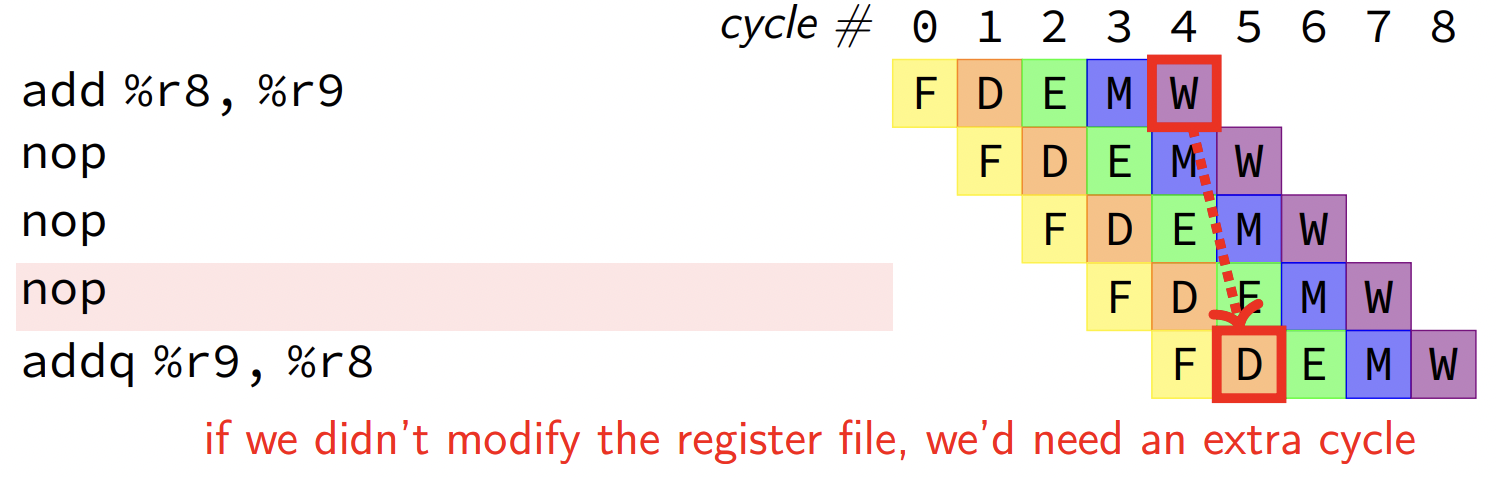 cycle # 0 1 2 3 4 5 6 7 8
add %r8, %r9 F D E M W
nop F D E M W
nop F D E M W
nop F D E M W
addq %r9, %r8 F D E M W
if we didn't modify the register file, we'd need an extra cycle